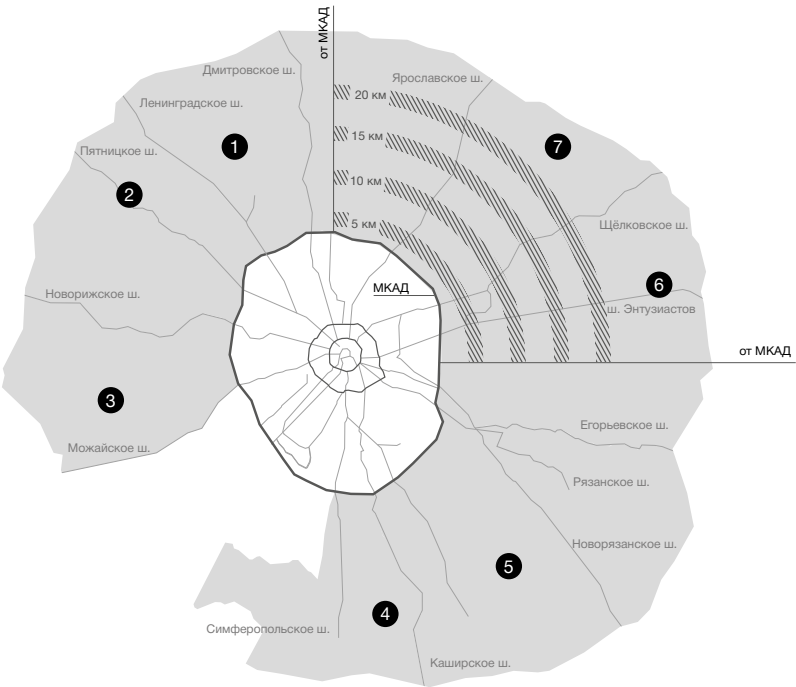 от МКАД
Дмитровское ш.
Ярославское ш.
20 км
Ленинградское ш.
15 км
1
7
Пятницкое ш.
10 км
2
5 км
Щёлковское ш.
6
МКАД
Новорижское ш.
ш. Энтузиастов
от МКАД
3
Егорьевское ш.
Можайское ш.
Рязанское ш.
Новорязанское ш.
5
4
Симферопольское ш.
Каширское ш.